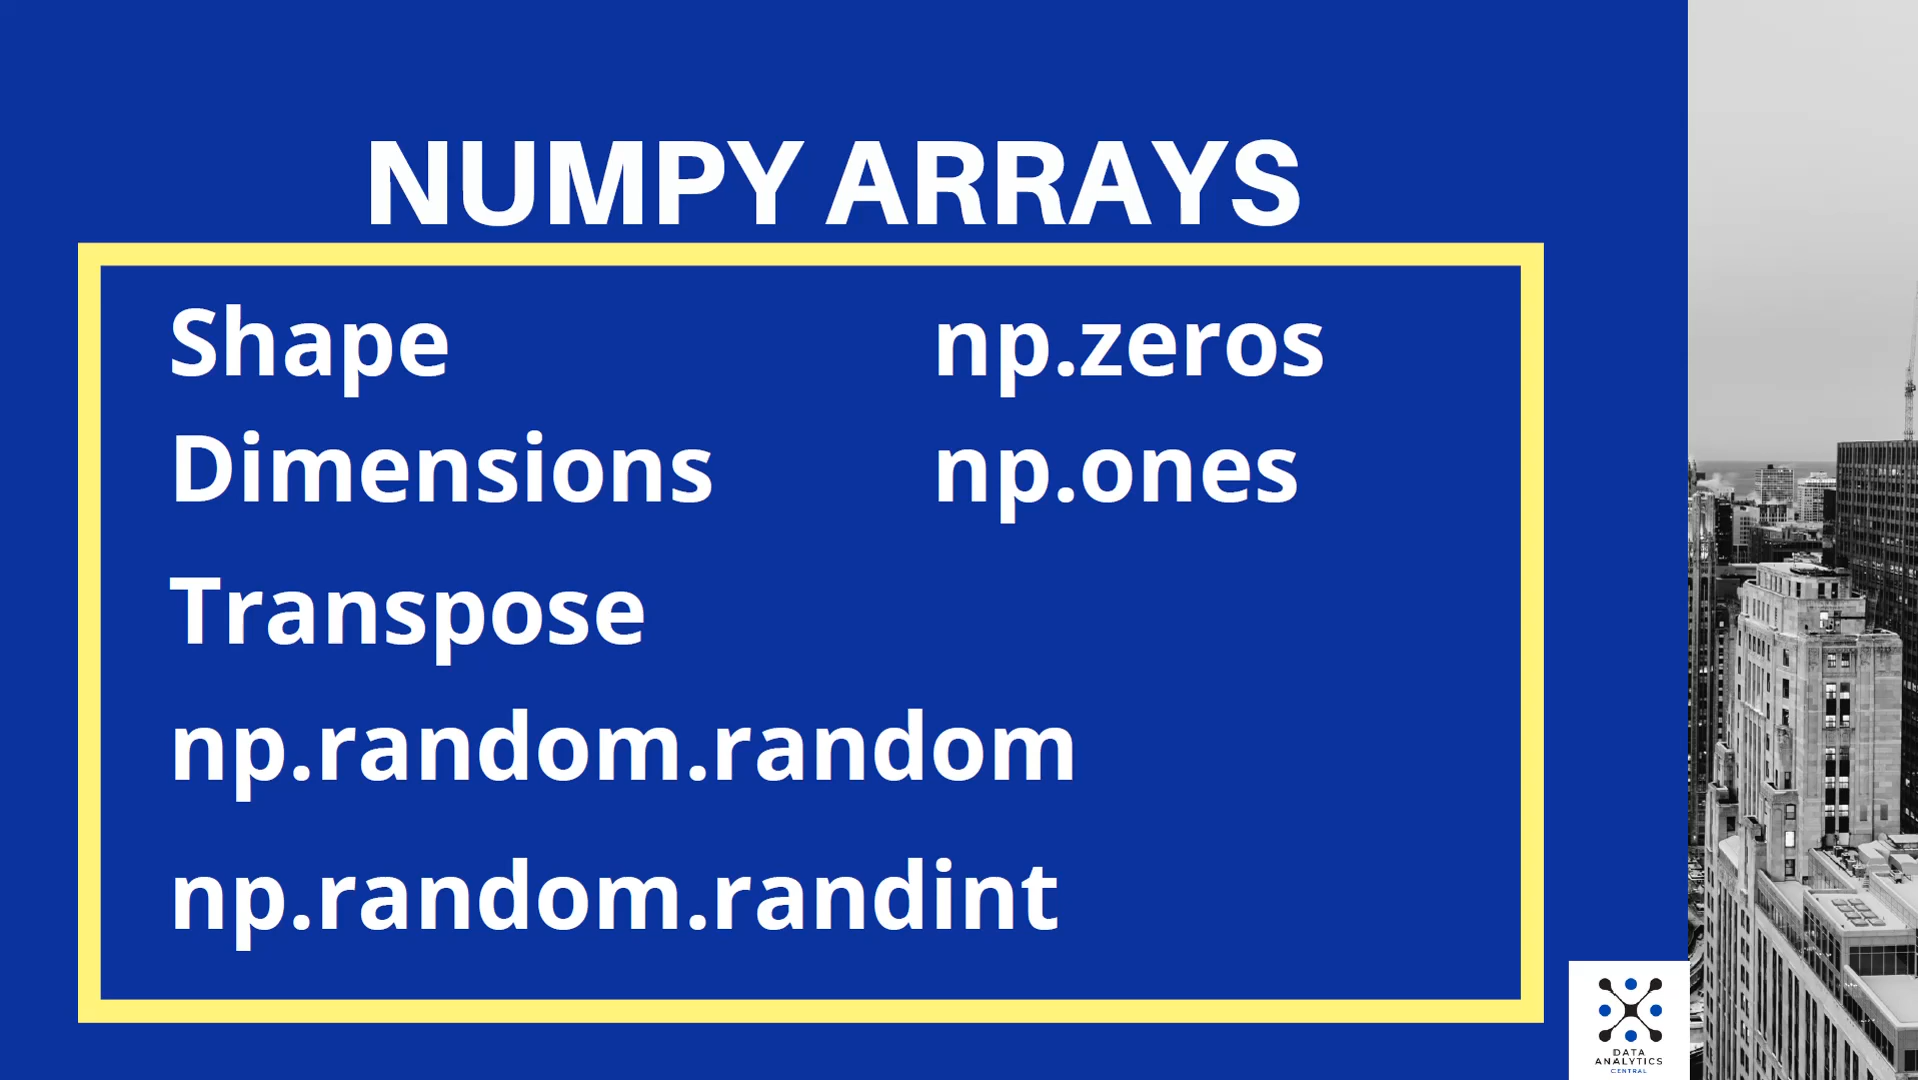 NUMPY ARRAYS
Shape
Dimensions
Transpose
np.random.random
np.random.randint
np.zeros
np.ones
DATA
ANALYTICS
CENTRAL